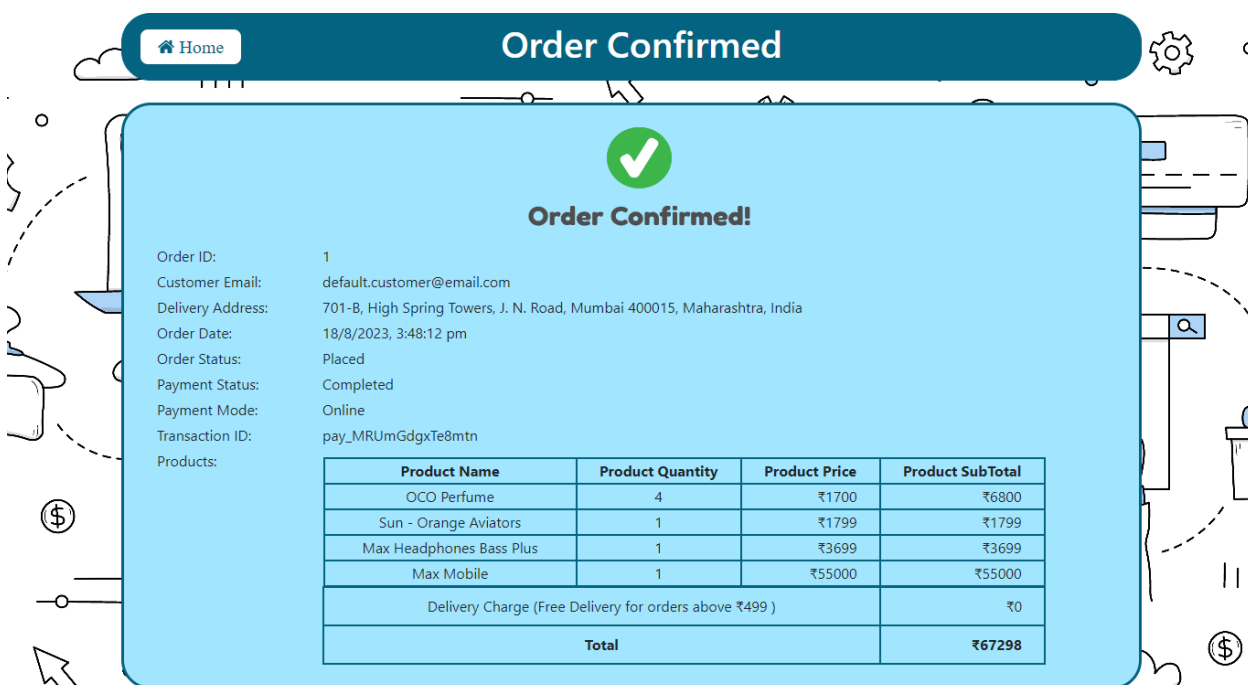 Home
Order Confirmed
Order Confirmed!
Order ID: 1
Customer Email: default.customer@email.com
Delivery Address: 701-B, High Spring Towers, J. N. Road, Mumbai 400015, Maharashtra, India
Order Date: 18/8/2023, 3:48:12 pm
Order Status: Placed
Payment Status: Completed
Payment Mode: Online
Transaction ID: pay_MRUmGdgxTe8mtn
Products:
Product Name Product Quantity Product Price Product SubTotal
OCO Perfume 4 ₹1700 ₹6800
Sun - Orange Aviators 1 ₹1799 ₹1799
Max Headphones Bass Plus 1 ₹3699 ₹3699
Max Mobile 1 ₹55000 ₹55000
Delivery Charge (Free Delivery for orders above ₹499 ) ₹0
Total ₹67298